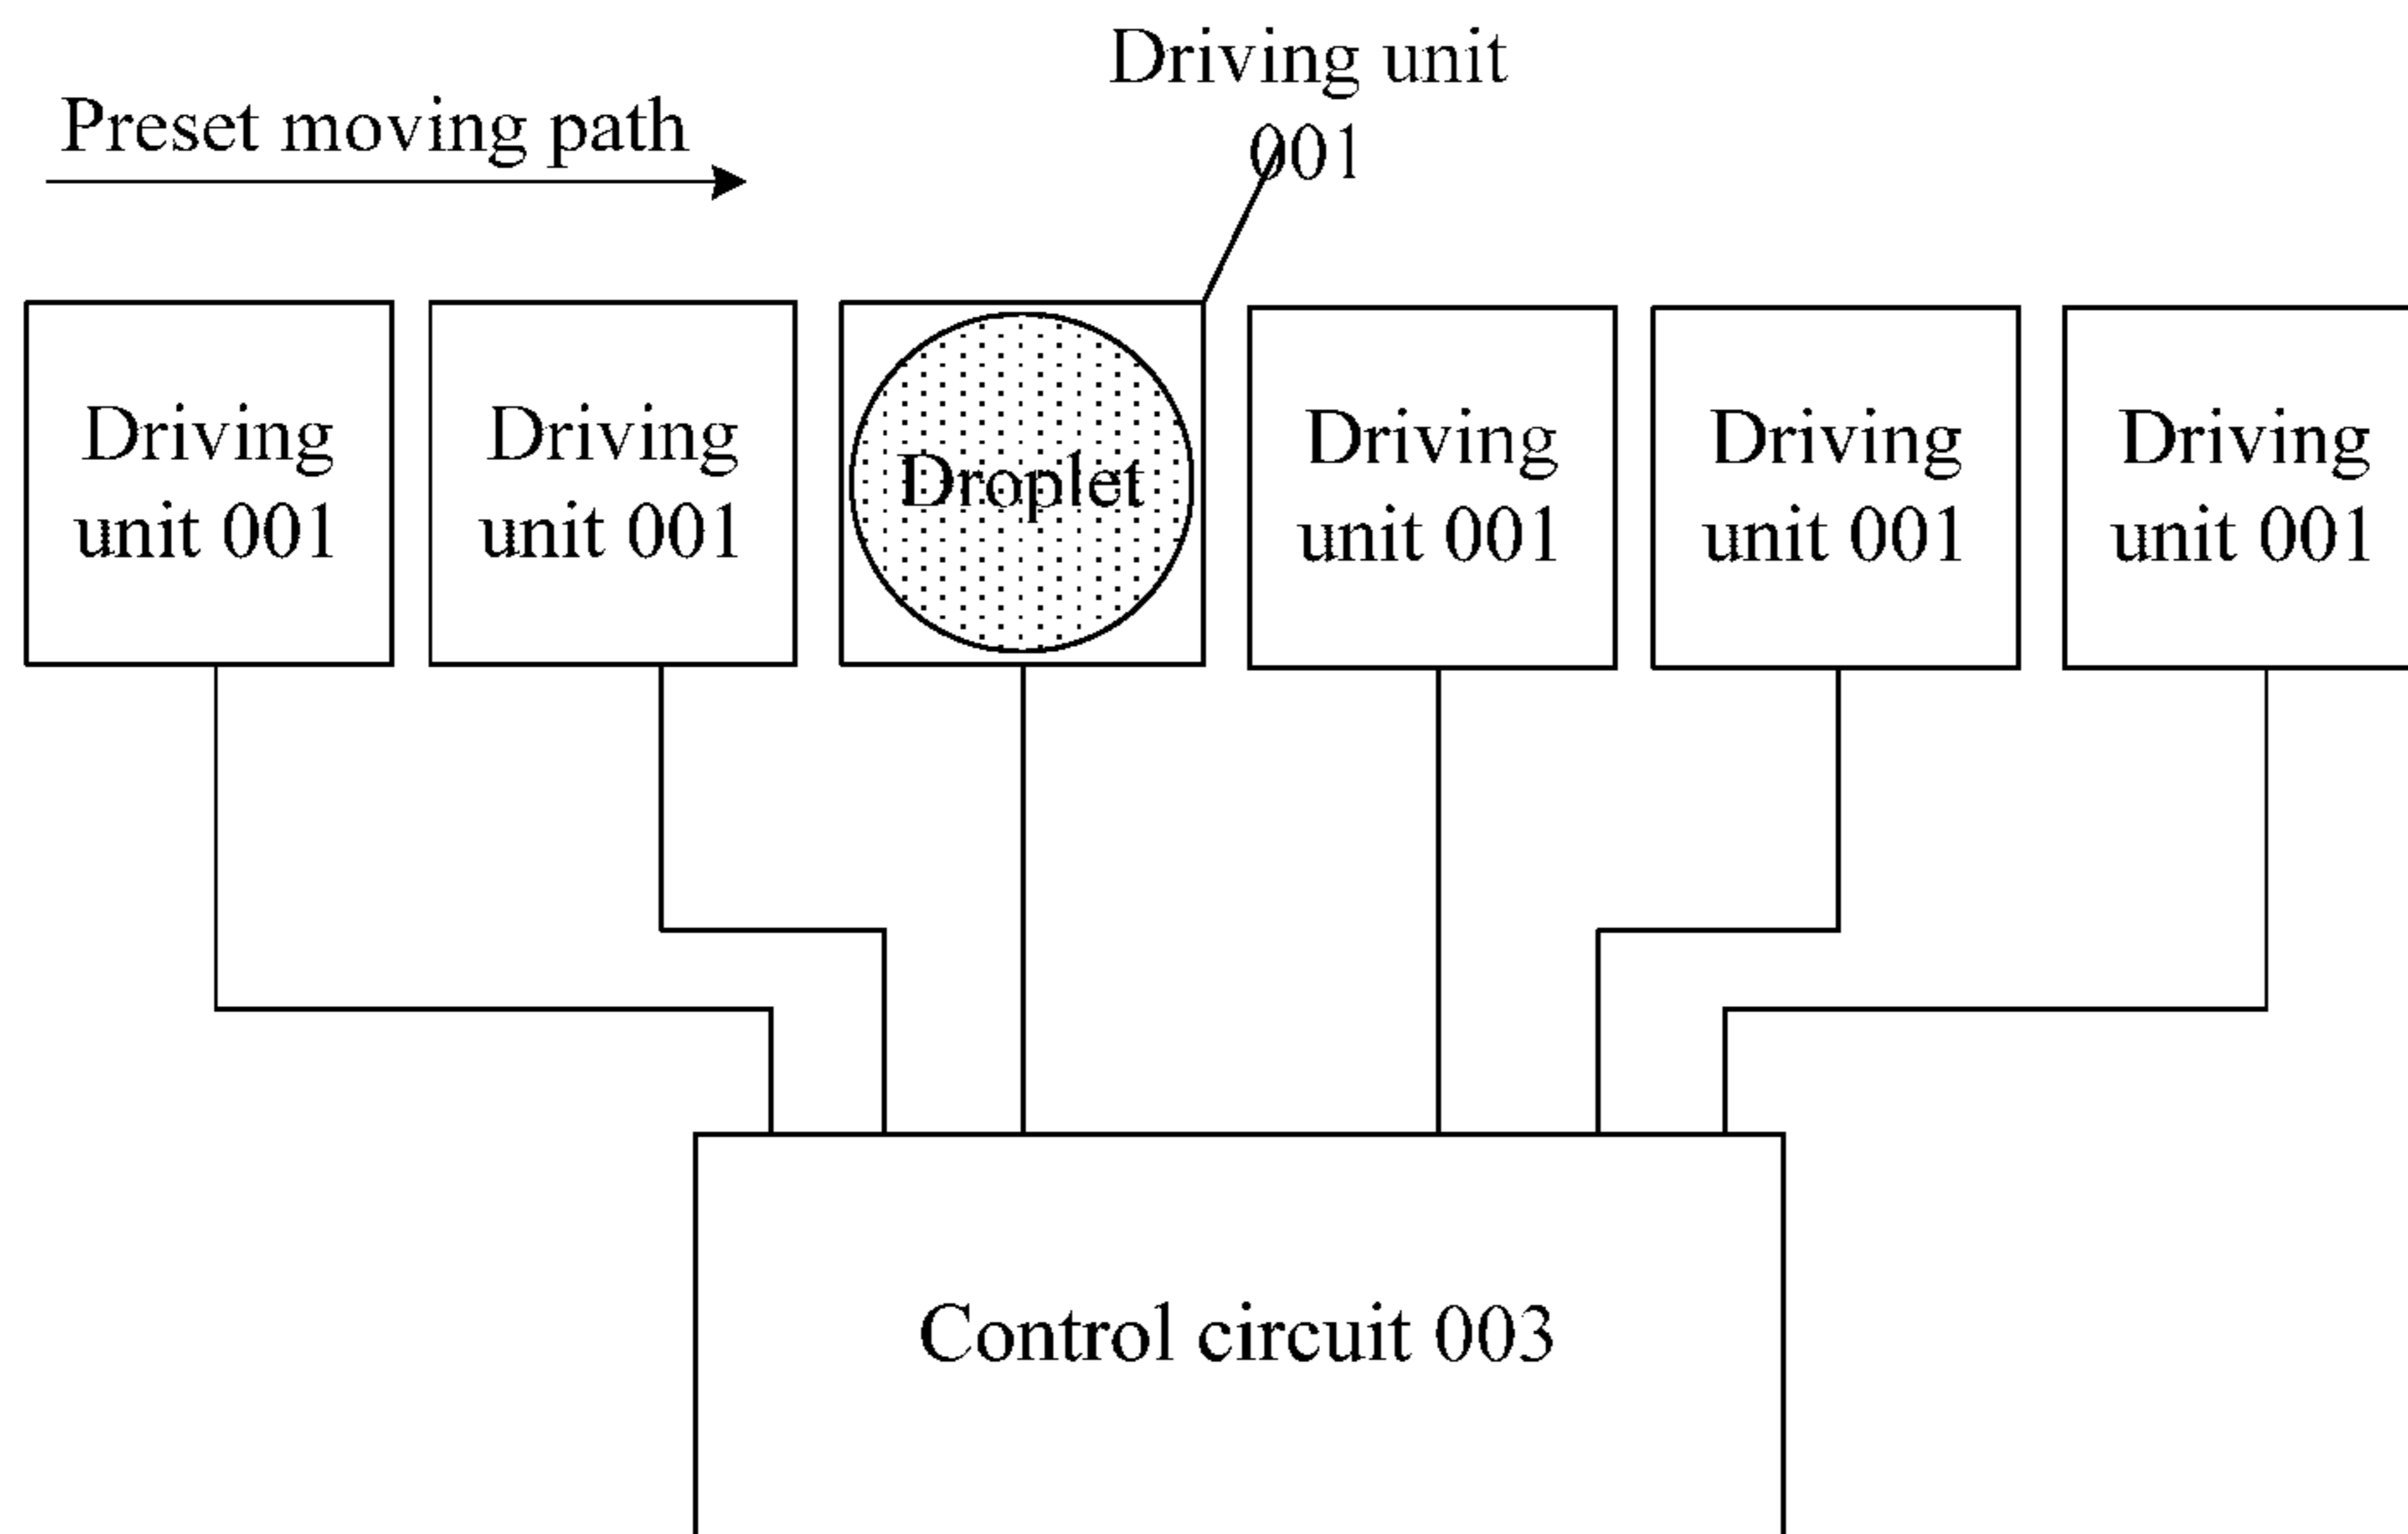 Driving unit
001
Preset moving path
Driving
unit 001
Driving
unit 001
Droplet
Driving
unit 001
Driving
unit 001
Driving
unit 001
Control circuit 003